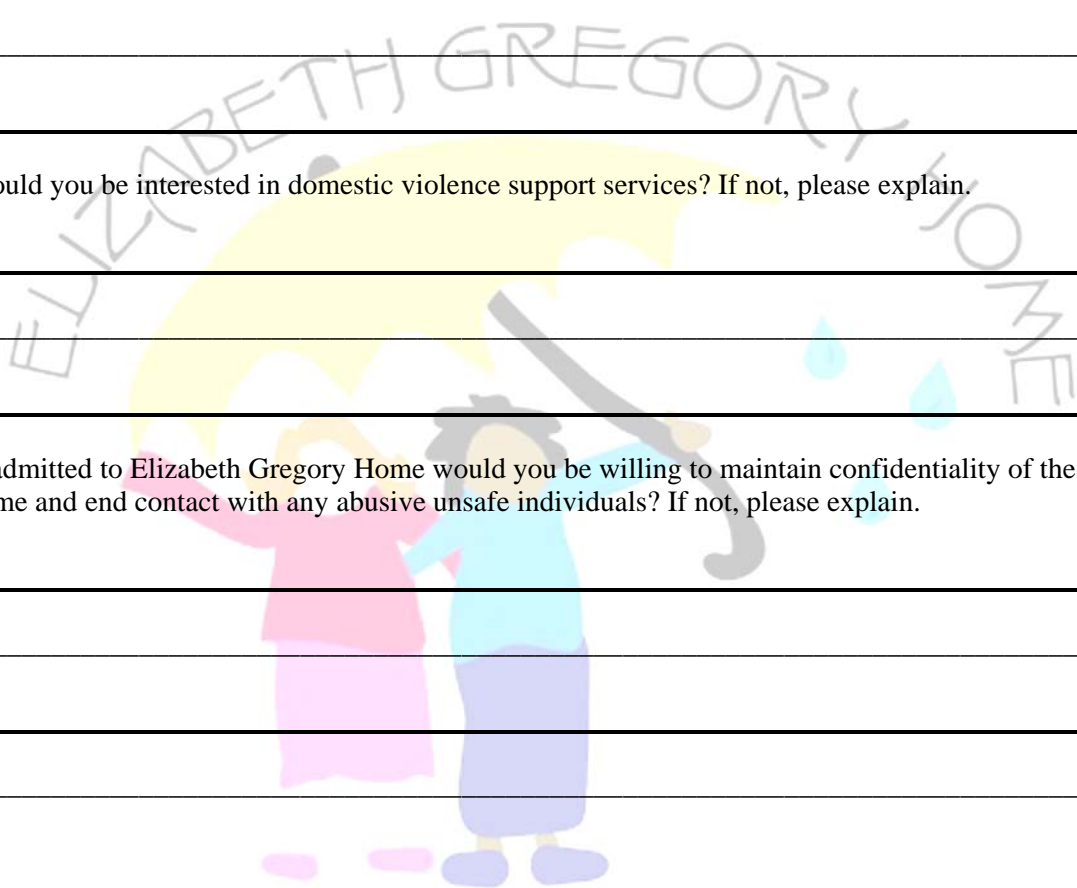 ELIZABETH GREGORY HOME
ould you be interested in domestic violence support services? If not, please explain.
admitted to Elizabeth Gregory Home would you be willing to maintain confidentiality of the
me and end contact with any abusive unsafe individuals? If not, please explain.